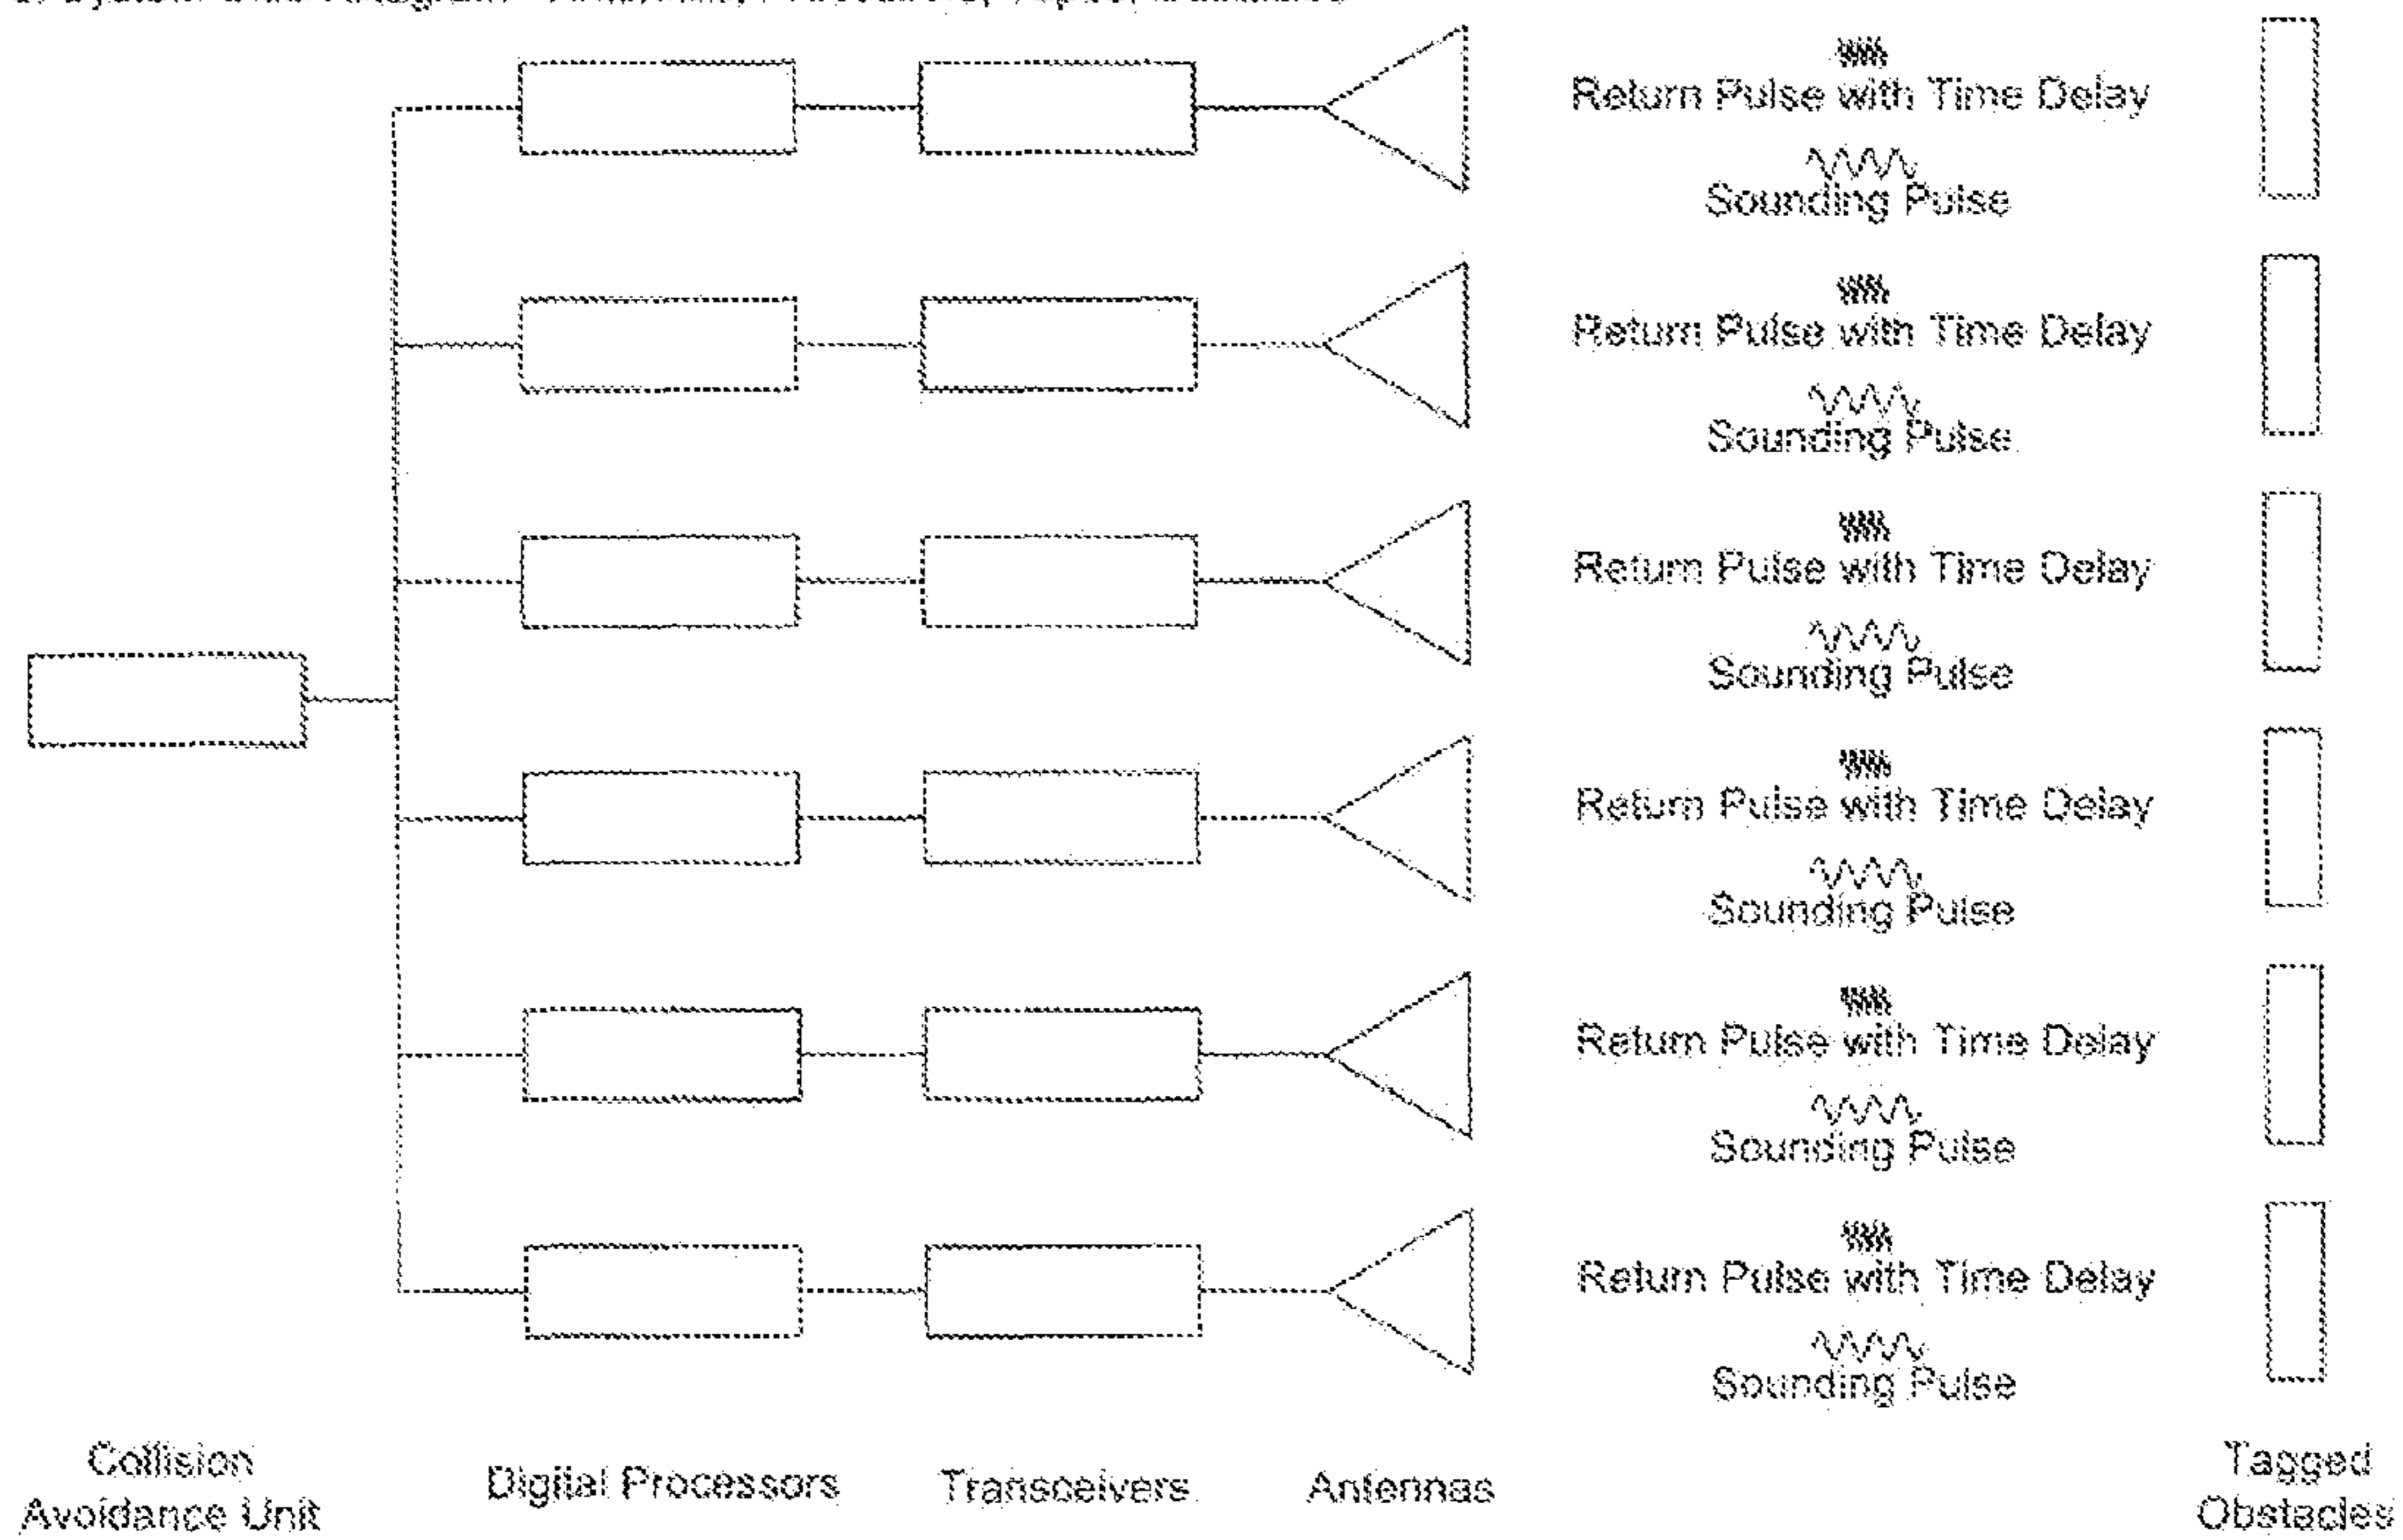 Return Pulse with Time Delay
Sounding Pulse
Return Pulse with Time Delay
Sounding Pulse
Return Pulse with Time Delay
Sounding Pulse
Return Pulse with Time Delay
Sounding Pulse
Return Pulse with Time Delay
Sounding Pulse
Return Pulse with Time Delay
Sounding Pulse
Collision
Avoidance Unit
Digital Processors
Transceivers
Antennas
Tagged
Obstacles